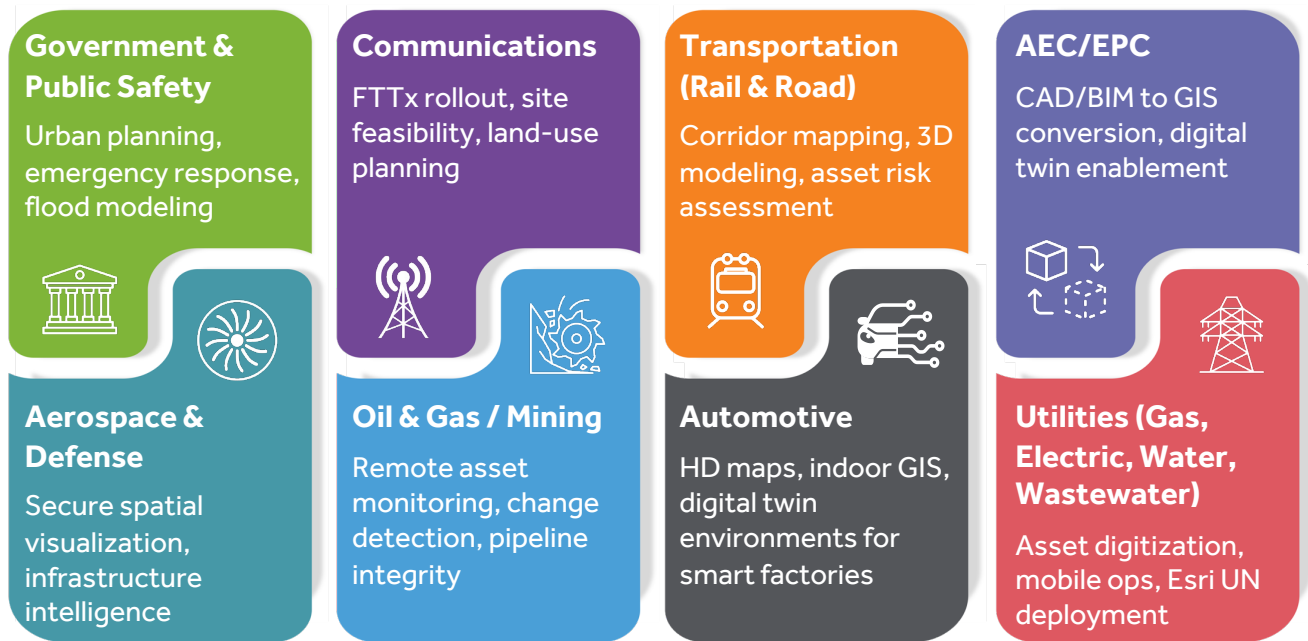 Government &
Public Safety
Urban planning,
emergency response,
flood modeling
Communications
FTTx rollout, site
feasibility, land-use
planning
Transportation
(Rail & Road)
Corridor mapping, 3D
modeling, asset risk
assessment
AEC/EPC
CAD/BIM to GIS
conversion, digital
twin enablement
Aerospace &
Defense
Secure spatial
visualization,
infrastructure
intelligence
Oil & Gas / Mining
Remote asset
monitoring, change
detection, pipeline
integrity
Automotive
HD maps, indoor GIS,
digital twin
environments for
smart factories
Utilities (Gas,
Electric, Water,
Wastewater)
Asset digitization,
mobile ops, Esri UN
deployment